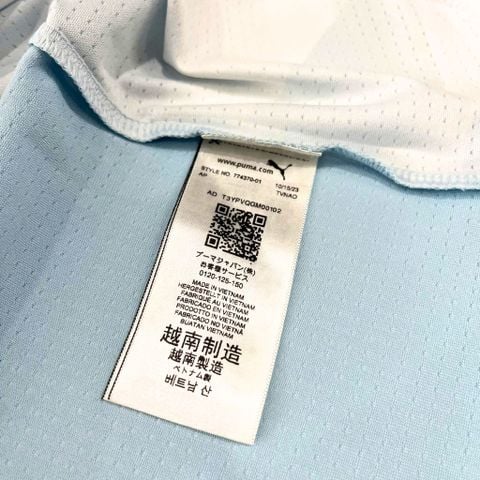 www.puma.com
STYLE NO. 774370-01 10/15/23
AP TVNAO
AD T3YPVQGM00102
プーマジャパン(株)
お客様サービス
0120-125-150
MADE IN VIETNAM
HERGESTELLT IN VIETNAM
FABRIQUÉ AU VIETNAM
FABRICADO EN VIETNAM
PRODOTTO IN VIETNAM
FABRICADO NO VIETNÃ
BUATAN VIETNAM
越南制造
越南製造
ベトナム製
베트남 산